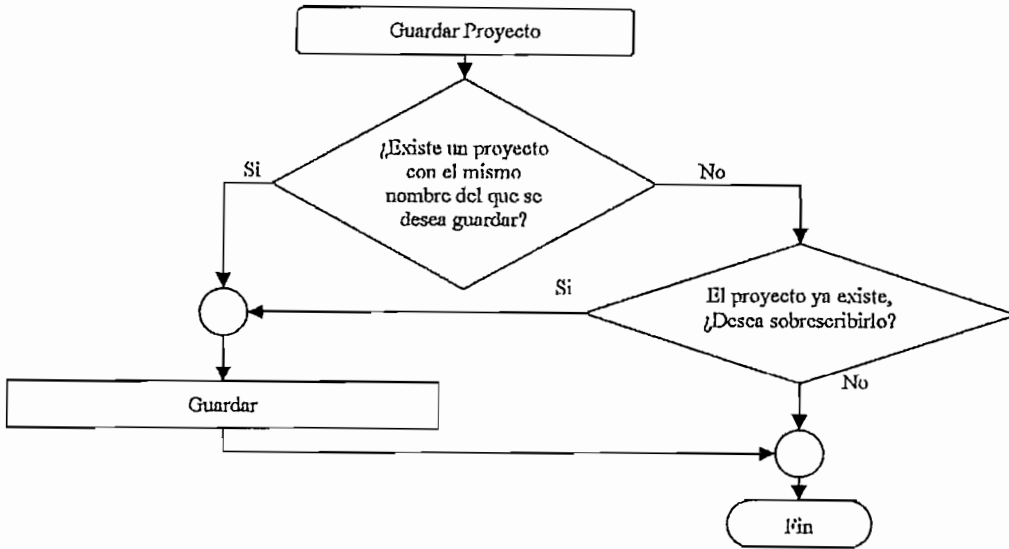 Guardar Proyecto
¿Existe un proyecto
con el mismo
nombre del que se
desea guardar?
Si
No
El proyecto ya existe,
¿Desea sobrescribirlo?
Si
No
Guardar
Fin